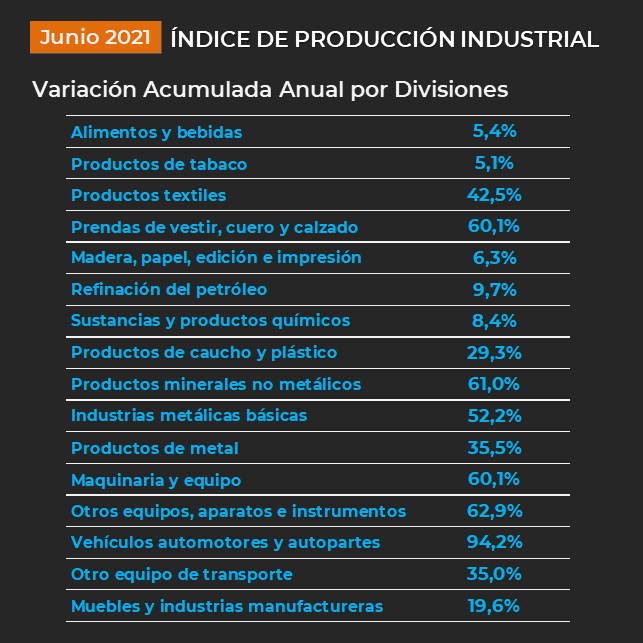 Junio 2021 ÍNDICE DE PRODUCCIÓN INDUSTRIAL
Variación Acumulada Anual por Divisiones
Alimentos y bebidas 5,4%
Productos de tabaco 5,1%
Productos textiles 42,5%
Prendas de vestir, cuero y calzado 60,1%
Madera, papel, edición e impresión 6,3%
Refinación del petróleo 9,7%
Sustancias y productos químicos 8,4%
Productos de caucho y plástico 29,3%
Productos minerales no metálicos 61,0%
Industrias metálicas básicas 52,2%
Productos de metal 35,5%
Maquinaria y equipo 60,1%
Otros equipos, aparatos e instrumentos 62,9%
Vehículos automotores y autopartes 94,2%
Otro equipo de transporte 35,0%
Muebles y industrias manufactureras 19,6%